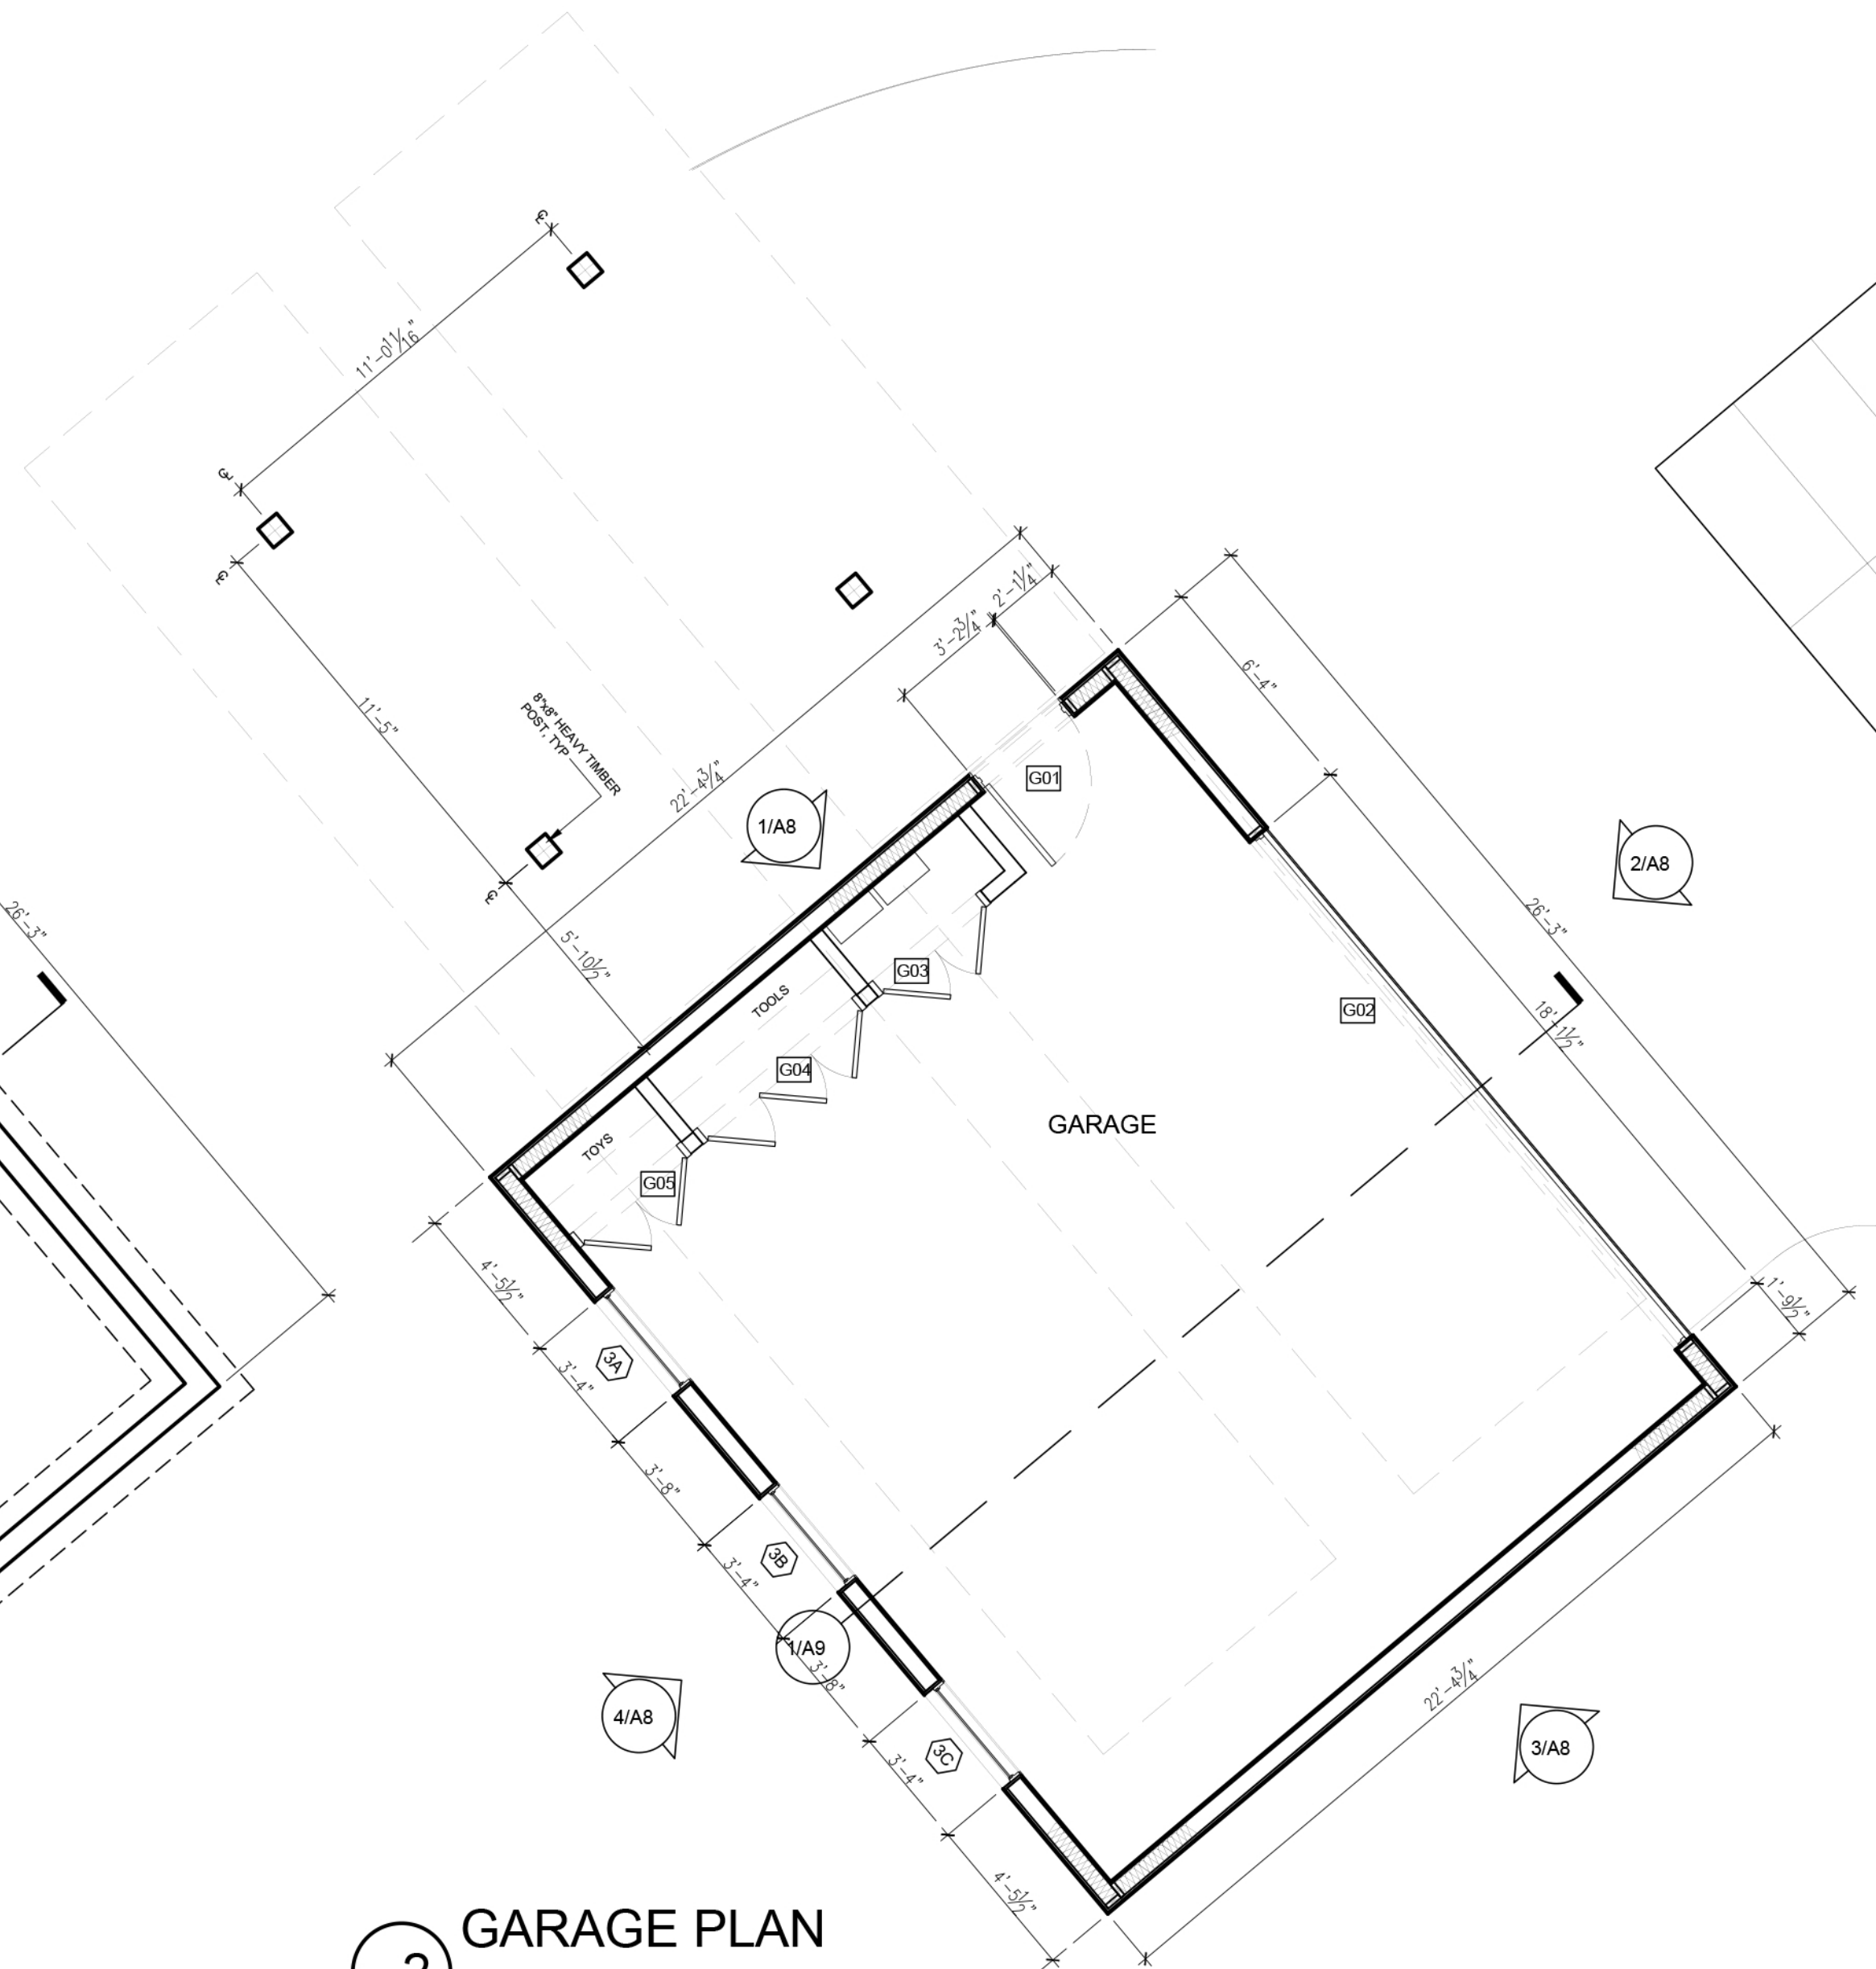 ℄
℄
℄
℄
11'-0 11/16"
11'-5"
8"x8" HEAVY TIMBER
POST, TYP
5'-10 1/2"
22'-4 3/4"
3'-2 3/4"
2'-1 1/4"
6'-4"
26'-3"
18'-1 1/2"
1'-9 1/2"
1/A8
2/A8
G01
G02
G03
G04
G05
TOOLS
TOYS
GARAGE
26'-3"
4'-5 1/2"
3'-4"
3'-8"
3'-4"
3'-8"
3'-4"
4'-5 1/2"
3A
3B
3C
1/A9
4/A8
3/A8
22'-4 3/4"
GARAGE PLAN